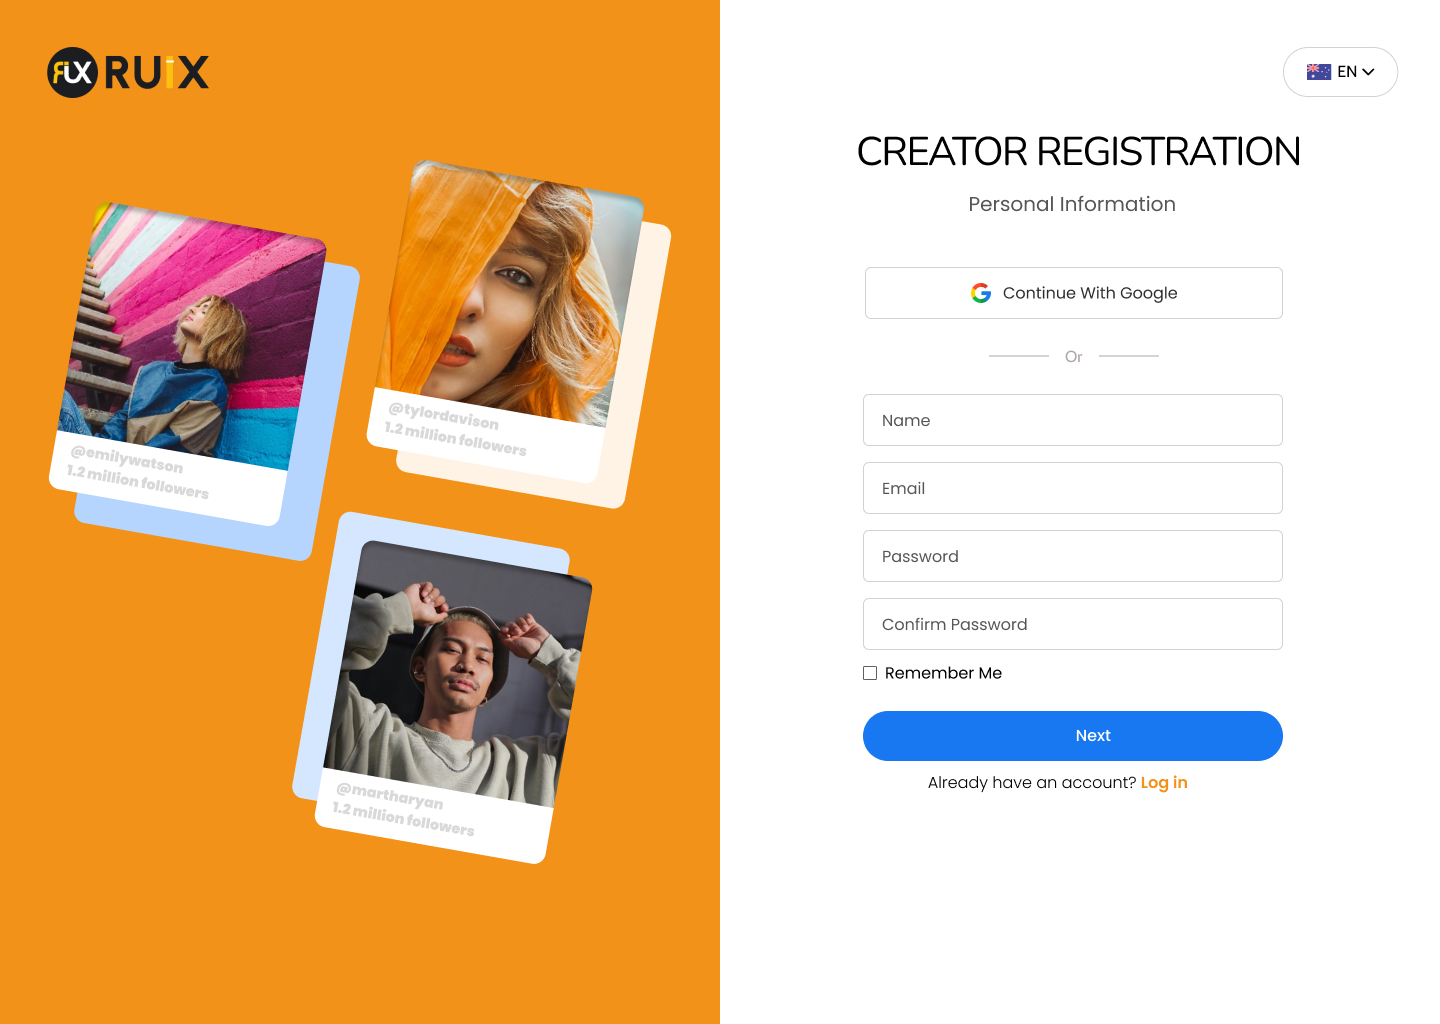 RUiX RUiX
EN
CREATOR REGISTRATION
Personal Information
Continue With Google
Or
Name
Email
Password
Confirm Password
Remember Me
Next
Already have an account? Log in
@emilywatson
1.2 million followers
@tylordavison
1.2 million followers
@martharyan
1.2 million followers